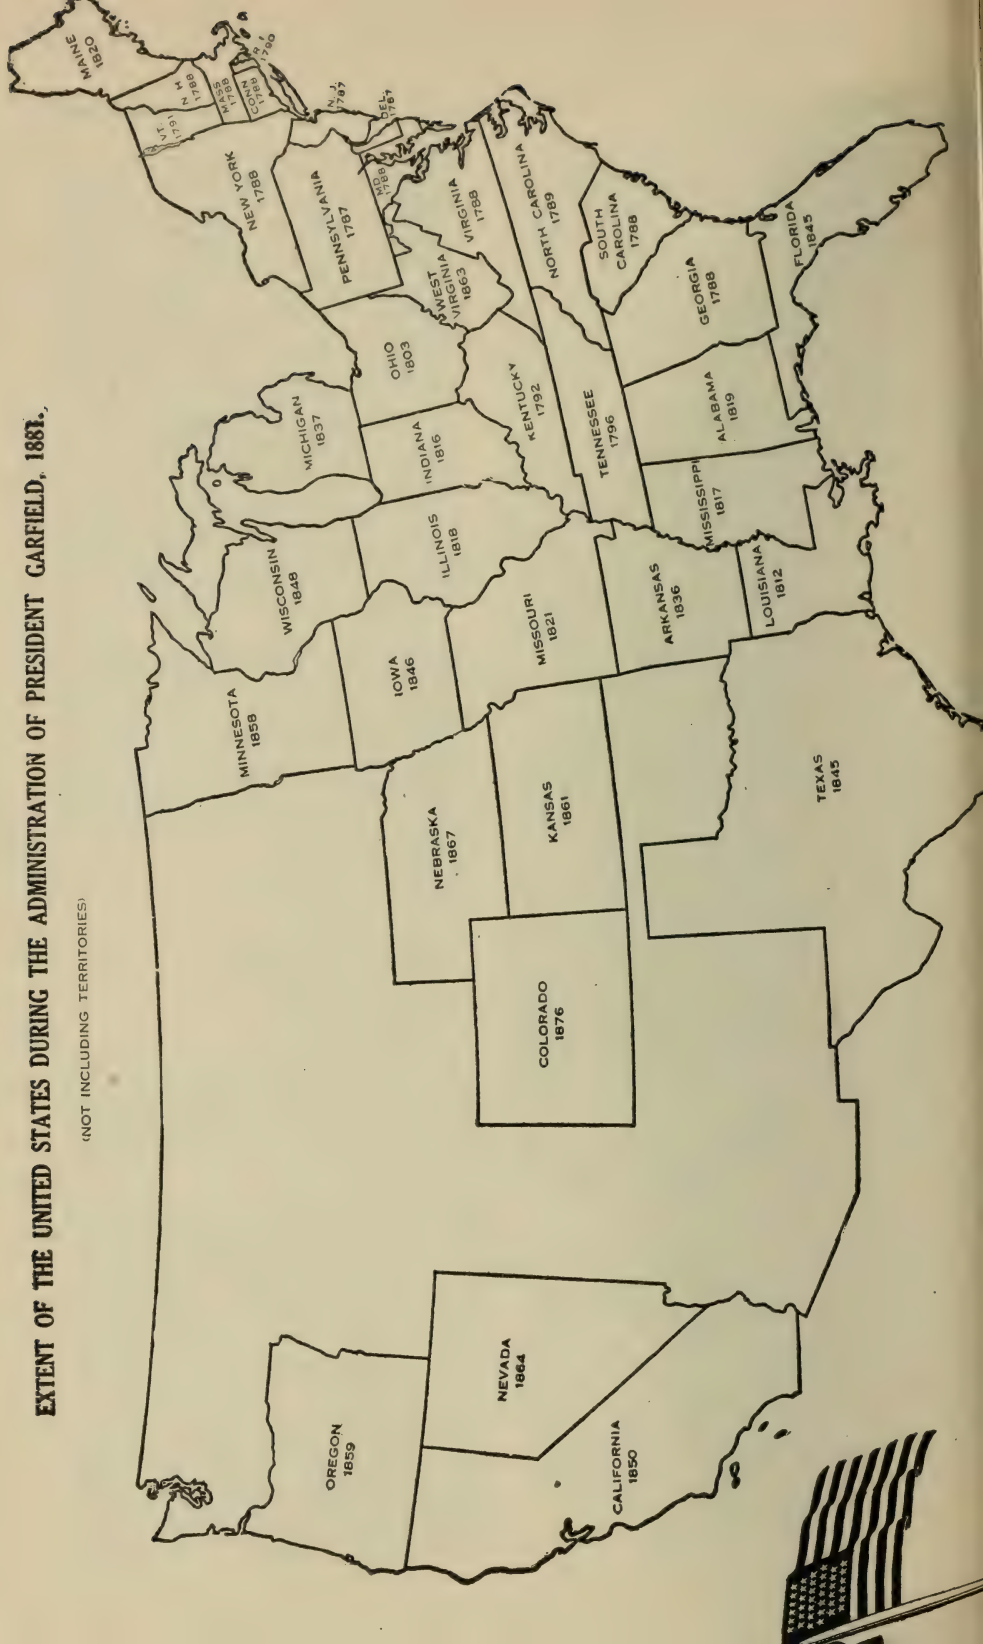 EXTENT OF THE UNITED STATES DURING THE ADMINISTRATION OF PRESIDENT GARFIELD, 1881.
(NOT INCLUDING TERRITORIES)
MAINE
1820
VT.
1791
N H
1788
MASS
1788
CONN
1788
R. I.
1790
NEW YORK
1788
N. J.
1787
PENNSYLVANIA
1787
DEL.
1787
MD.
1788
VIRGINIA
1788
WEST
VIRGINIA
1863
OHIO
1803
MICHIGAN
1837
INDIANA
1816
ILLINOIS
1818
WISCONSIN
1848
MINNESOTA
1858
IOWA
1846
MISSOURI
1821
KENTUCKY
1792
TENNESSEE
1796
NORTH CAROLINA
1789
SOUTH
CAROLINA
1788
GEORGIA
1788
FLORIDA
1845
ALABAMA
1819
MISSISSIPPI
1817
LOUISIANA
1812
ARKANSAS
1836
TEXAS
1845
KANSAS
1861
NEBRASKA
1867
COLORADO
1876
NEVADA
1864
OREGON
1859
CALIFORNIA
1850